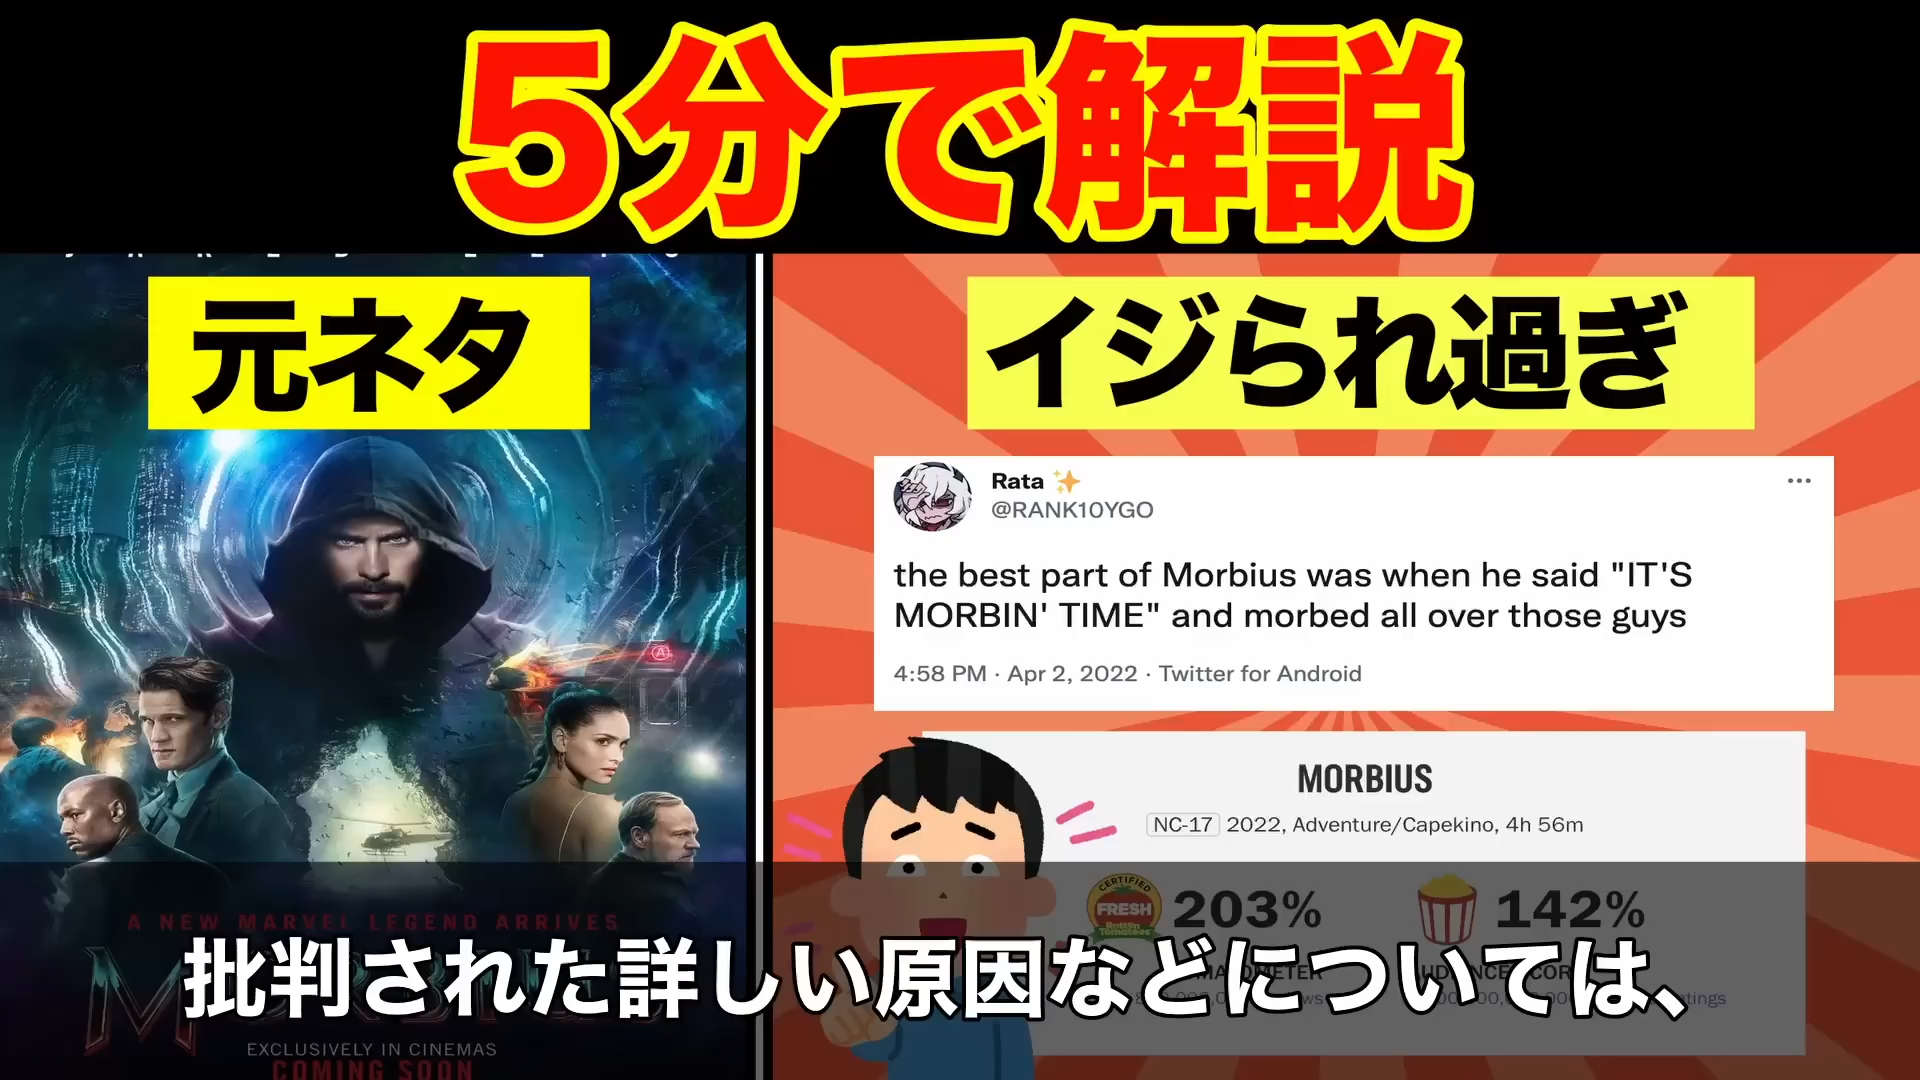 5分で解説
元ネタ
イジられ過ぎ
Rata
@RANK10YGO
the best part of Morbius was when he said "IT'S
MORBIN' TIME" and morbed all over those guys
4:58 PM · Apr 2, 2022 · Twitter for Android
MORBIUS
NC-17 2022, Adventure/Capekino, 4h 56m
CERTIFIED
FRESH
Rotten
Tomatoes
203%
142%
A NEW MARVEL LEGEND ARRIVES
批判された詳しい原因などについては、
EXCLUSIVELY IN CINEMAS
COMING SOON